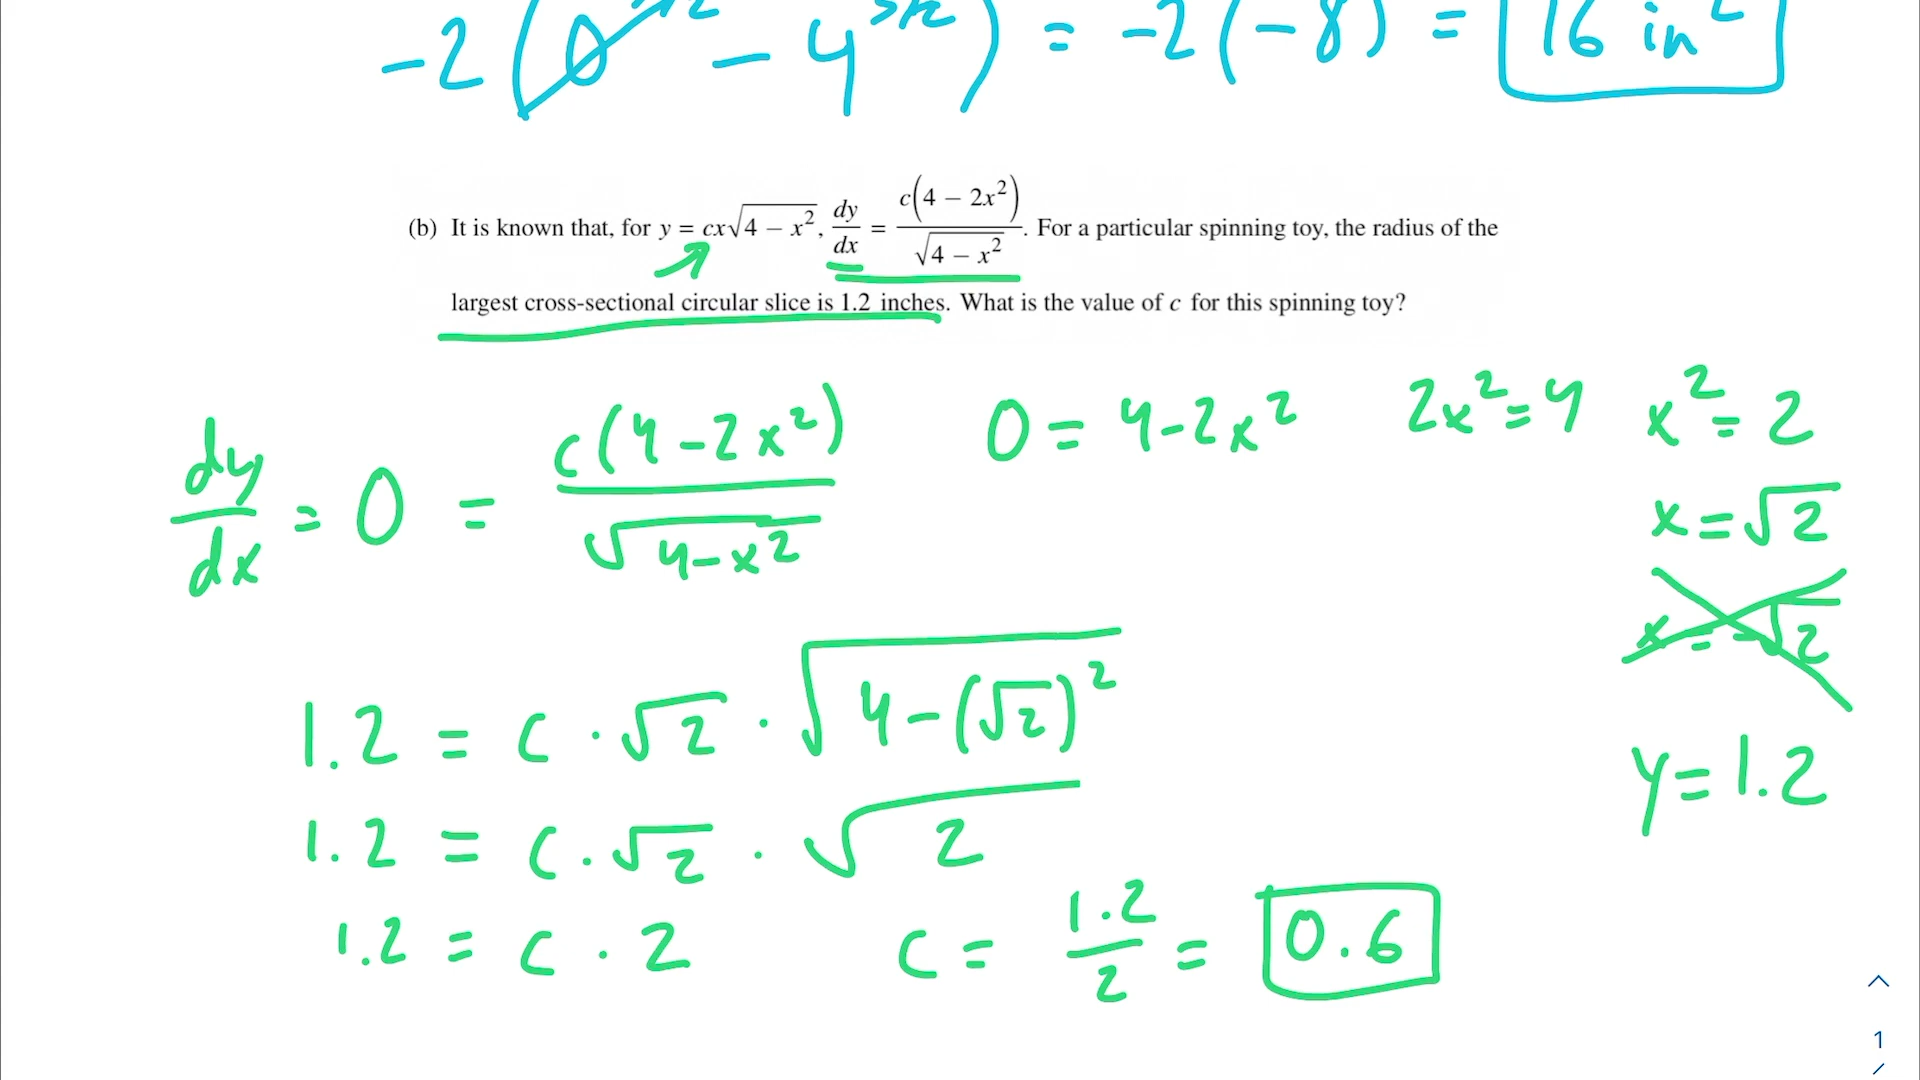 -2(0^3/2 - 4^3/2) = -2(-8) = 16 in^2
(b) It is known that, for y = cx√(4 − x²), dy/dx = c(4 − 2x²)/√(4 − x²). For a particular spinning toy, the radius of the
largest cross-sectional circular slice is 1.2 inches. What is the value of c for this spinning toy?
dy/dx = 0 = c(4-2x²)/√(4-x²) 0 = 4-2x² 2x²=4 x²=2
x=√2
x=-√2
1.2 = c · √2 · √(4-(√2)²)
y=1.2
1.2 = c · √2 · √2
1.2 = c · 2 c = 1.2/2 = 0.6
1
/